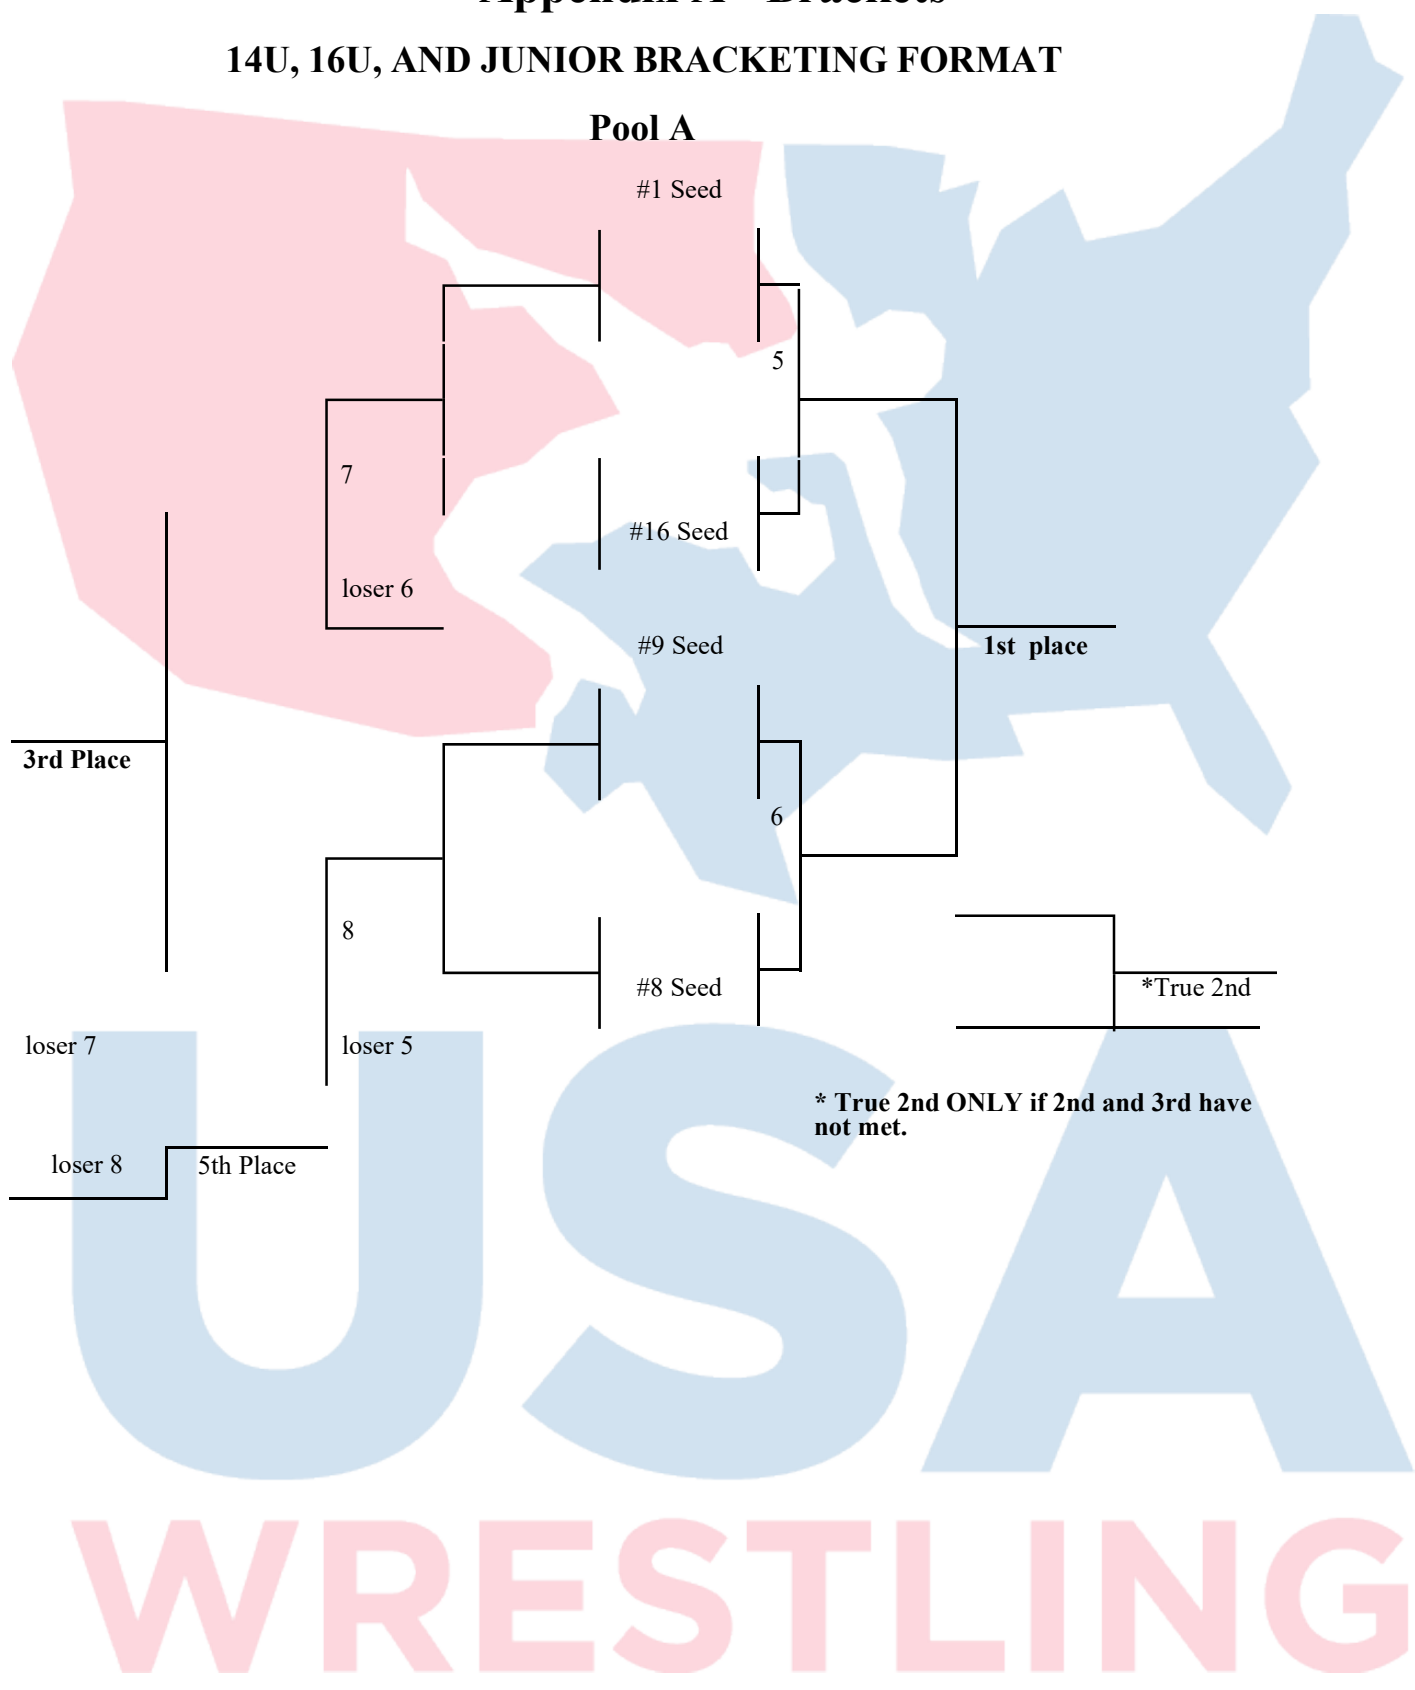 Appendix A - Brackets
14U, 16U, AND JUNIOR BRACKETING FORMAT
Pool A
#1 Seed
5
7
#16 Seed
loser 6
#9 Seed
1st place
3rd Place
6
8
#8 Seed
*True 2nd
loser 7
loser 5
* True 2nd ONLY if 2nd and 3rd have
not met.
loser 8
5th Place
USA
WRESTLING